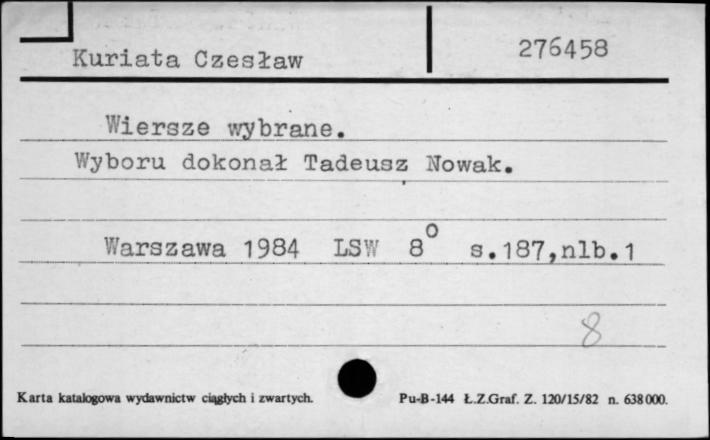 Kuriata Czesław 276458
Wiersze wybrane.
Wyboru dokonał Tadeusz Nowak.
Warszawa 1984 LSW 8° s.187,nlb.1
8
Karta katalogowa wydawnictw ciągłych i zwartych. Pu-B-144 Ł.Z.Graf. Z. 120/15/82 n. 638000.